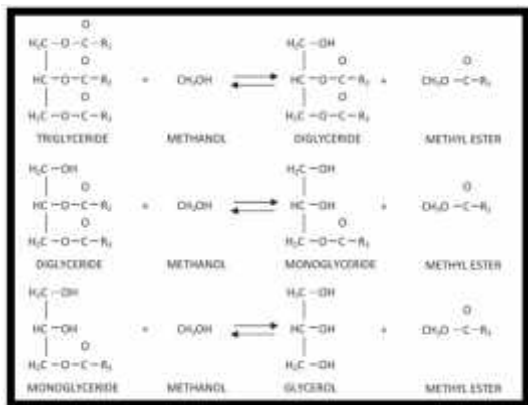 O
H₂C – O – C – R₁
O
HC – O – C – R₂ + CH₃OH
O
H₂C – O – C – R₃
H₂C – OH
O
HC – O – C – R₂ +
O
H₂C – O – C – R₃
O
CH₃O – C – R₁
TRIGLYCERIDE METHANOL DIGLYCERIDE METHYL ESTER
H₂C – OH
O
HC – O – C – R₂ + CH₃OH
O
H₂C – O – C – R₃
H₂C – OH
HC – OH +
O
H₂C – O – C – R₃
O
CH₃O – C – R₂
DIGLYCERIDE METHANOL MONOGLYCERIDE METHYL ESTER
H₂C – OH
HC – OH + CH₃OH
O
H₂C – O – C – R₃
H₂C – OH
HC – OH +
H₂C – OH
O
CH₃O – C – R₃
MONOGLYCERIDE METHANOL GLYCEROL METHYL ESTER